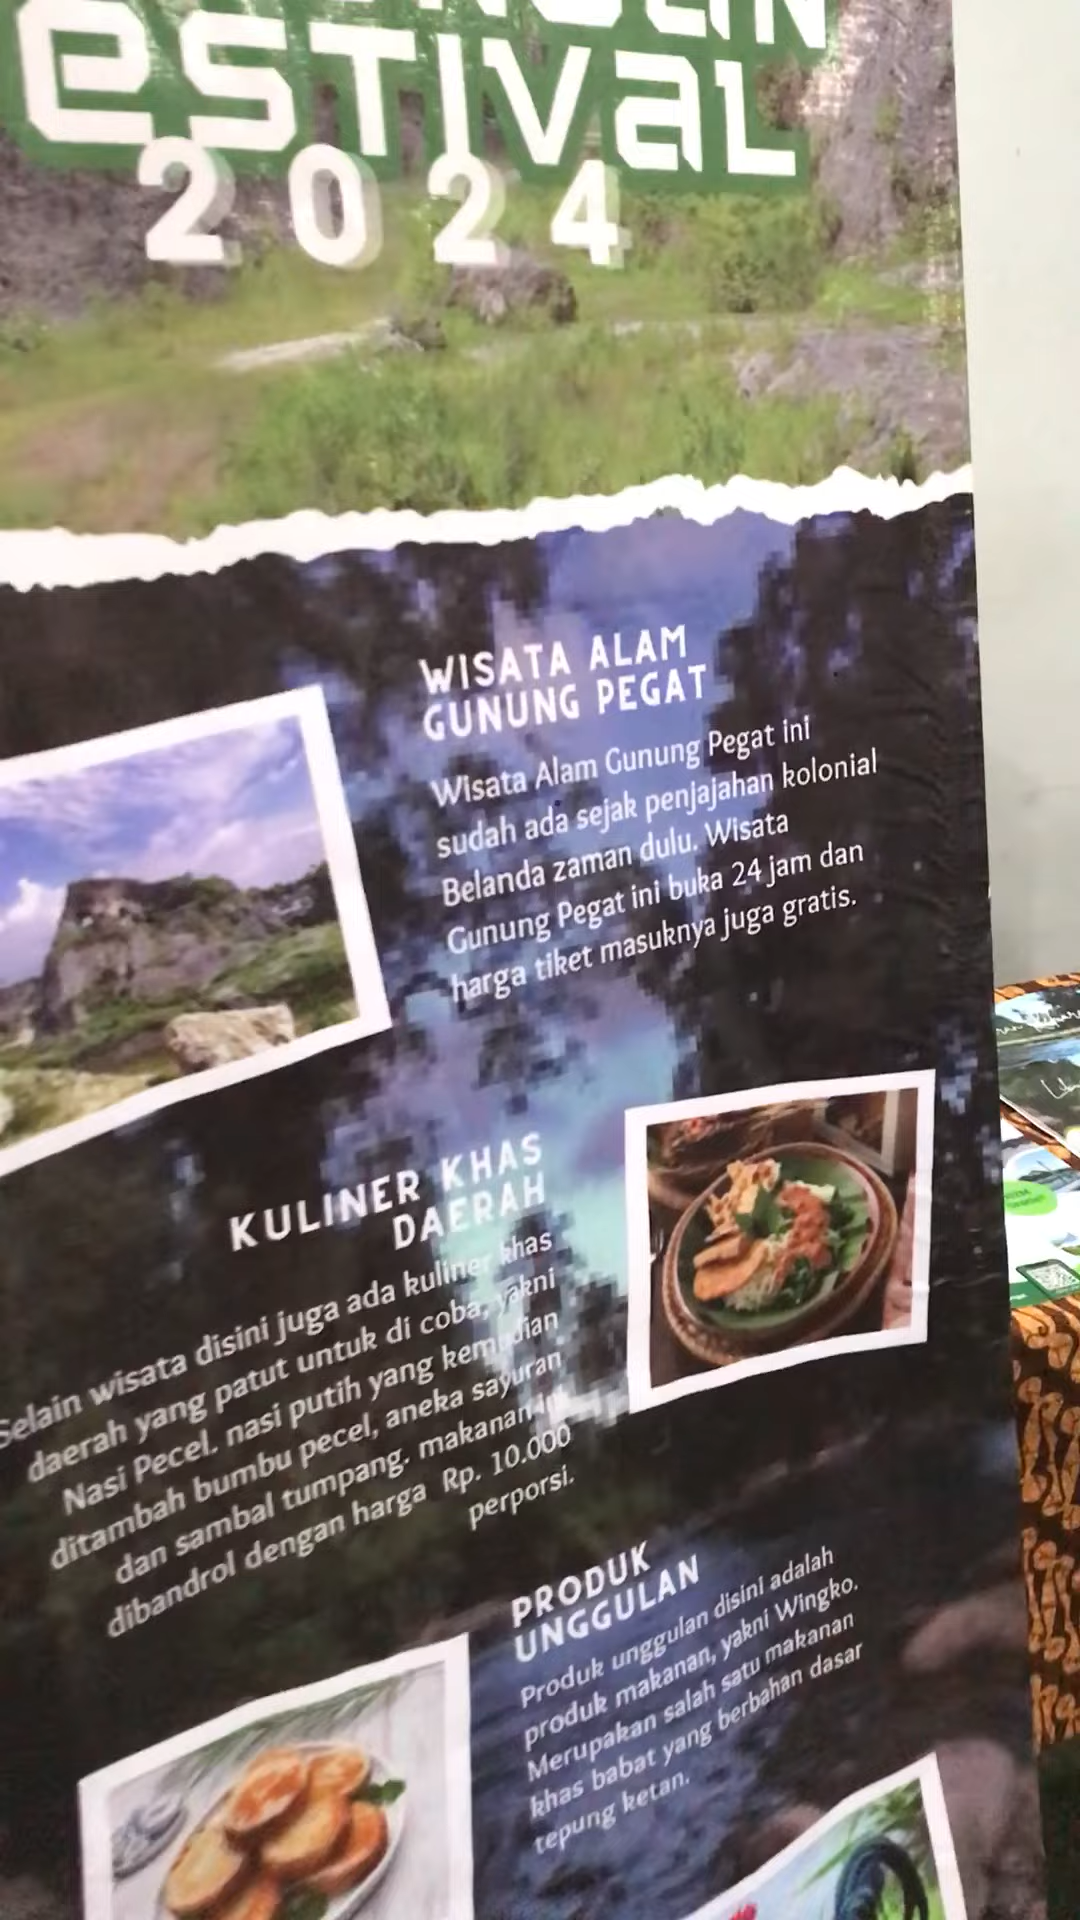 estival
2024
WISATA ALAM
GUNUNG PEGAT
Wisata Alam Gunung Pegat ini
sudah ada sejak penjajahan kolonial
Belanda zaman dulu. Wisata
Gunung Pegat ini buka 24 jam dan
harga tiket masuknya juga gratis.
KULINER KHAS
DAERAH
Selain wisata disini juga ada kuliner khas
daerah yang patut untuk di coba, yakni
Nasi Pecel. nasi putih yang kemudian
ditambah bumbu pecel, aneka sayuran
dan sambal tumpang. makanan ini
dibandrol dengan harga Rp. 10.000
perporsi.
PRODUK
UNGGULAN
Produk unggulan disini adalah
produk makanan, yakni Wingko.
Merupakan salah satu makanan
khas babat yang berbahan dasar
tepung ketan.